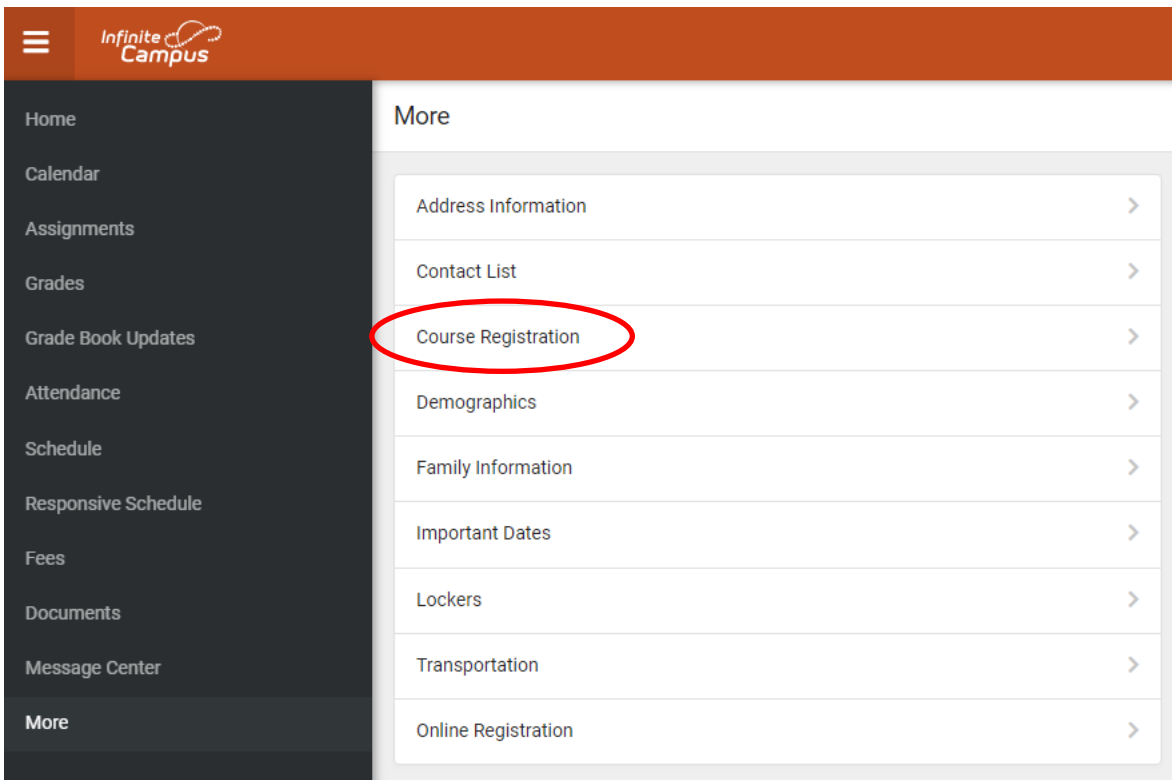 Infinite
Campus
Home
Calendar
Assignments
Grades
Grade Book Updates
Attendance
Schedule
Responsive Schedule
Fees
Documents
Message Center
More
More
Address Information
Contact List
Course Registration
Demographics
Family Information
Important Dates
Lockers
Transportation
Online Registration